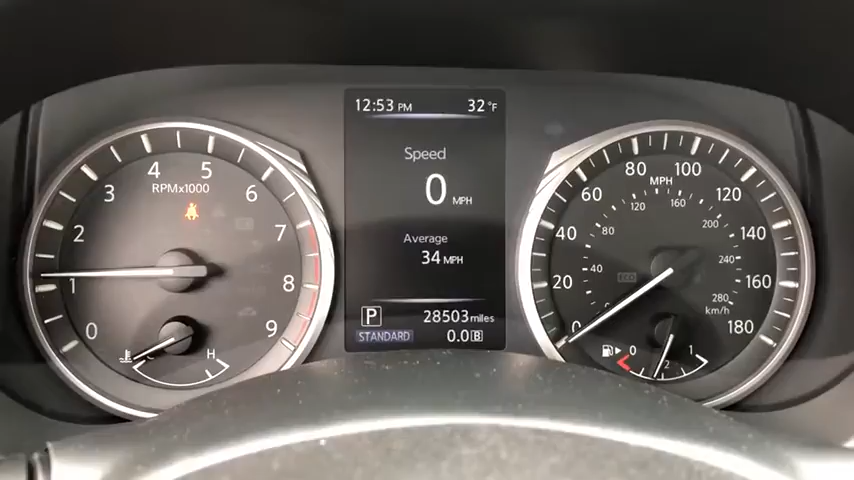 12:53 PM 32°F
Speed
0 MPH
Average
34 MPH
P 28503 miles
STANDARD 0.0 B
RPMx1000
0 1 2 3 4 5 6 7 8 9
H
MPH
0 20 40 60 80 100 120 140 160 180
0 40 80 120 160 200 240 280
km/h
ECO
0 1 2 1